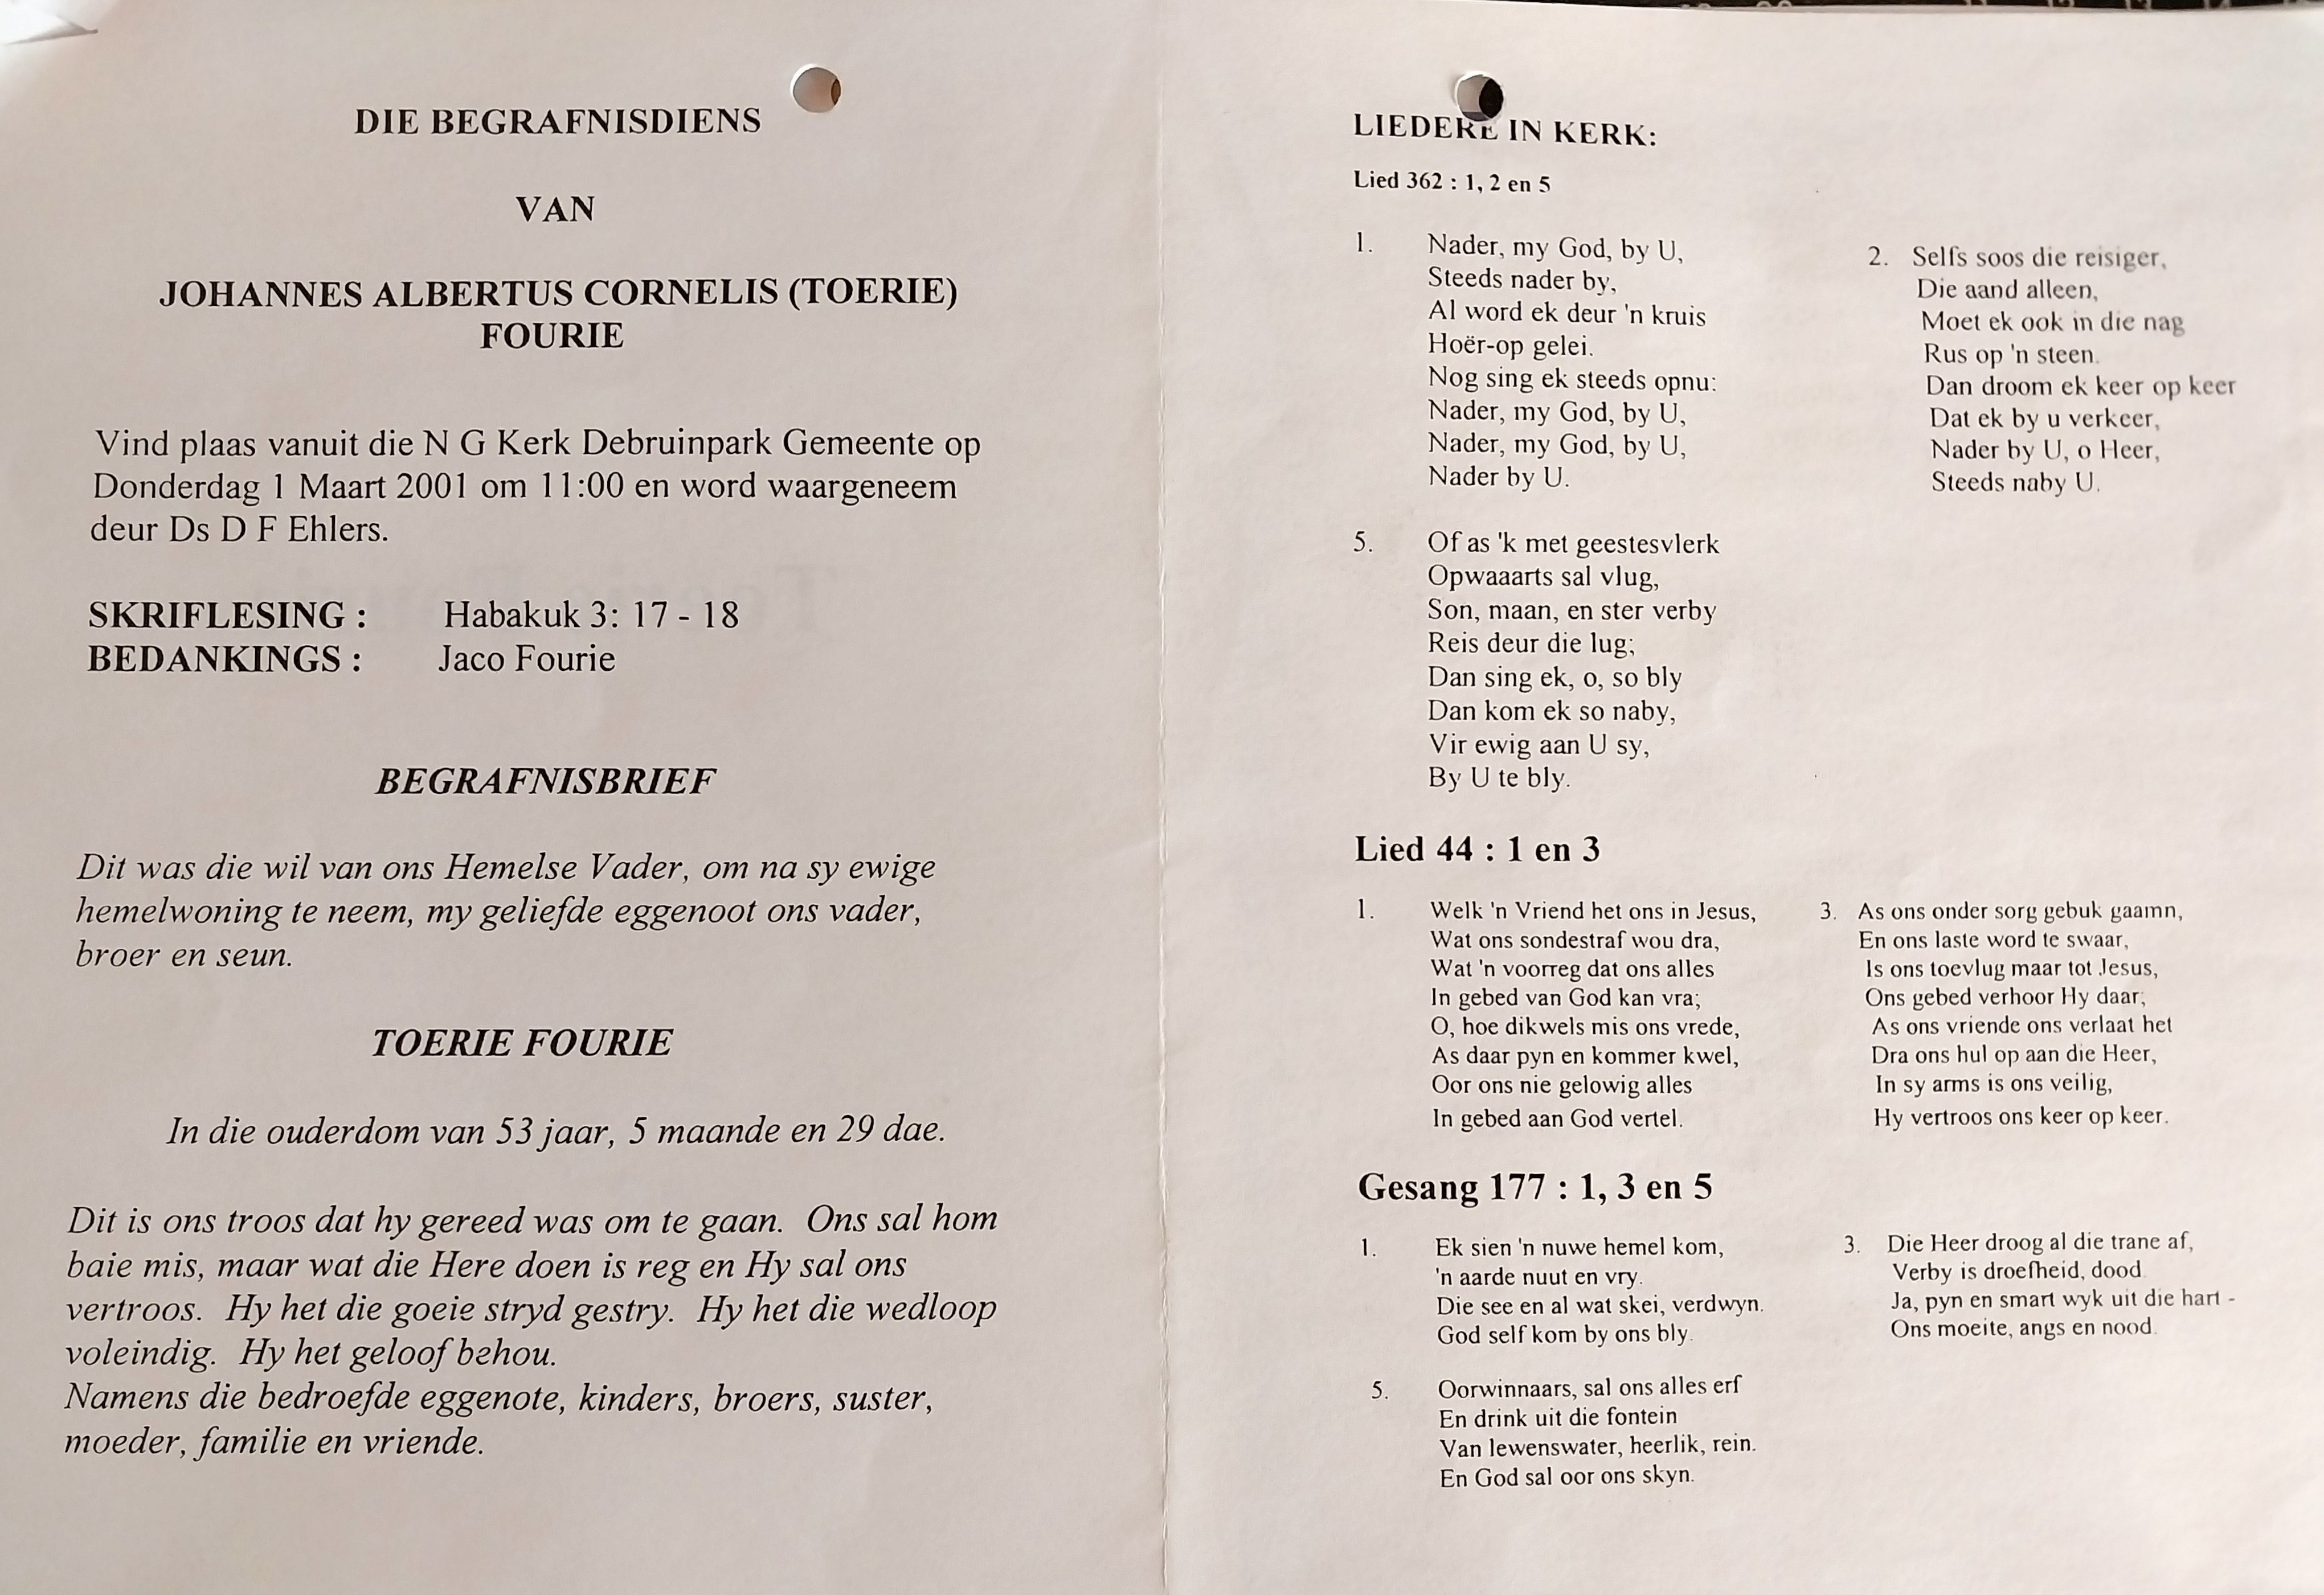 DIE BEGRAFNISDIENS
VAN
JOHANNES ALBERTUS CORNELIS (TOERIE)
FOURIE
Vind plaas vanuit die N G Kerk Debruinpark Gemeente op
Donderdag 1 Maart 2001 om 11:00 en word waargeneem
deur Ds D F Ehlers.
SKRIFLESING : Habakuk 3: 17 - 18
BEDANKINGS : Jaco Fourie
BEGRAFNISBRIEF
Dit was die wil van ons Hemelse Vader, om na sy ewige
hemelwoning te neem, my geliefde eggenoot ons vader,
broer en seun.
TOERIE FOURIE
In die ouderdom van 53 jaar, 5 maande en 29 dae.
Dit is ons troos dat hy gereed was om te gaan. Ons sal hom
baie mis, maar wat die Here doen is reg en Hy sal ons
vertroos. Hy het die goeie stryd gestry. Hy het die wedloop
voleindig. Hy het geloof behou.
Namens die bedroefde eggenote, kinders, broers, suster,
moeder, familie en vriende.
LIEDERE IN KERK:
Lied 362 : 1, 2 en 5
1. Nader, my God, by U,
Steeds nader by,
Al word ek deur 'n kruis
Hoër-op gelei.
Nog sing ek steeds opnu:
Nader, my God, by U,
Nader, my God, by U,
Nader by U.
2. Selfs soos die reisiger,
Die aand alleen,
Moet ek ook in die nag
Rus op 'n steen.
Dan droom ek keer op keer
Dat ek by u verkeer,
Nader by U, o Heer,
Steeds naby U.
5. Of as 'k met geestesvlerk
Opwaaarts sal vlug,
Son, maan, en ster verby
Reis deur die lug;
Dan sing ek, o, so bly
Dan kom ek so naby,
Vir ewig aan U sy,
By U te bly.
Lied 44 : 1 en 3
1. Welk 'n Vriend het ons in Jesus,
Wat ons sondestraf wou dra,
Wat 'n voorreg dat ons alles
In gebed van God kan vra;
O, hoe dikwels mis ons vrede,
As daar pyn en kommer kwel,
Oor ons nie gelowig alles
In gebed aan God vertel.
3. As ons onder sorg gebuk gaamn,
En ons laste word te swaar,
Is ons toevlug maar tot Jesus,
Ons gebed verhoor Hy daar;
As ons vriende ons verlaat het
Dra ons hul op aan die Heer,
In sy arms is ons veilig,
Hy vertroos ons keer op keer.
Gesang 177 : 1, 3 en 5
1. Ek sien 'n nuwe hemel kom,
'n aarde nuut en vry.
Die see en al wat skei, verdwyn.
God self kom by ons bly.
3. Die Heer droog al die trane af,
Verby is droefheid, dood.
Ja, pyn en smart wyk uit die hart -
Ons moeite, angs en nood.
5. Oorwinnaars, sal ons alles erf
En drink uit die fontein
Van lewenswater, heerlik, rein.
En God sal oor ons skyn.